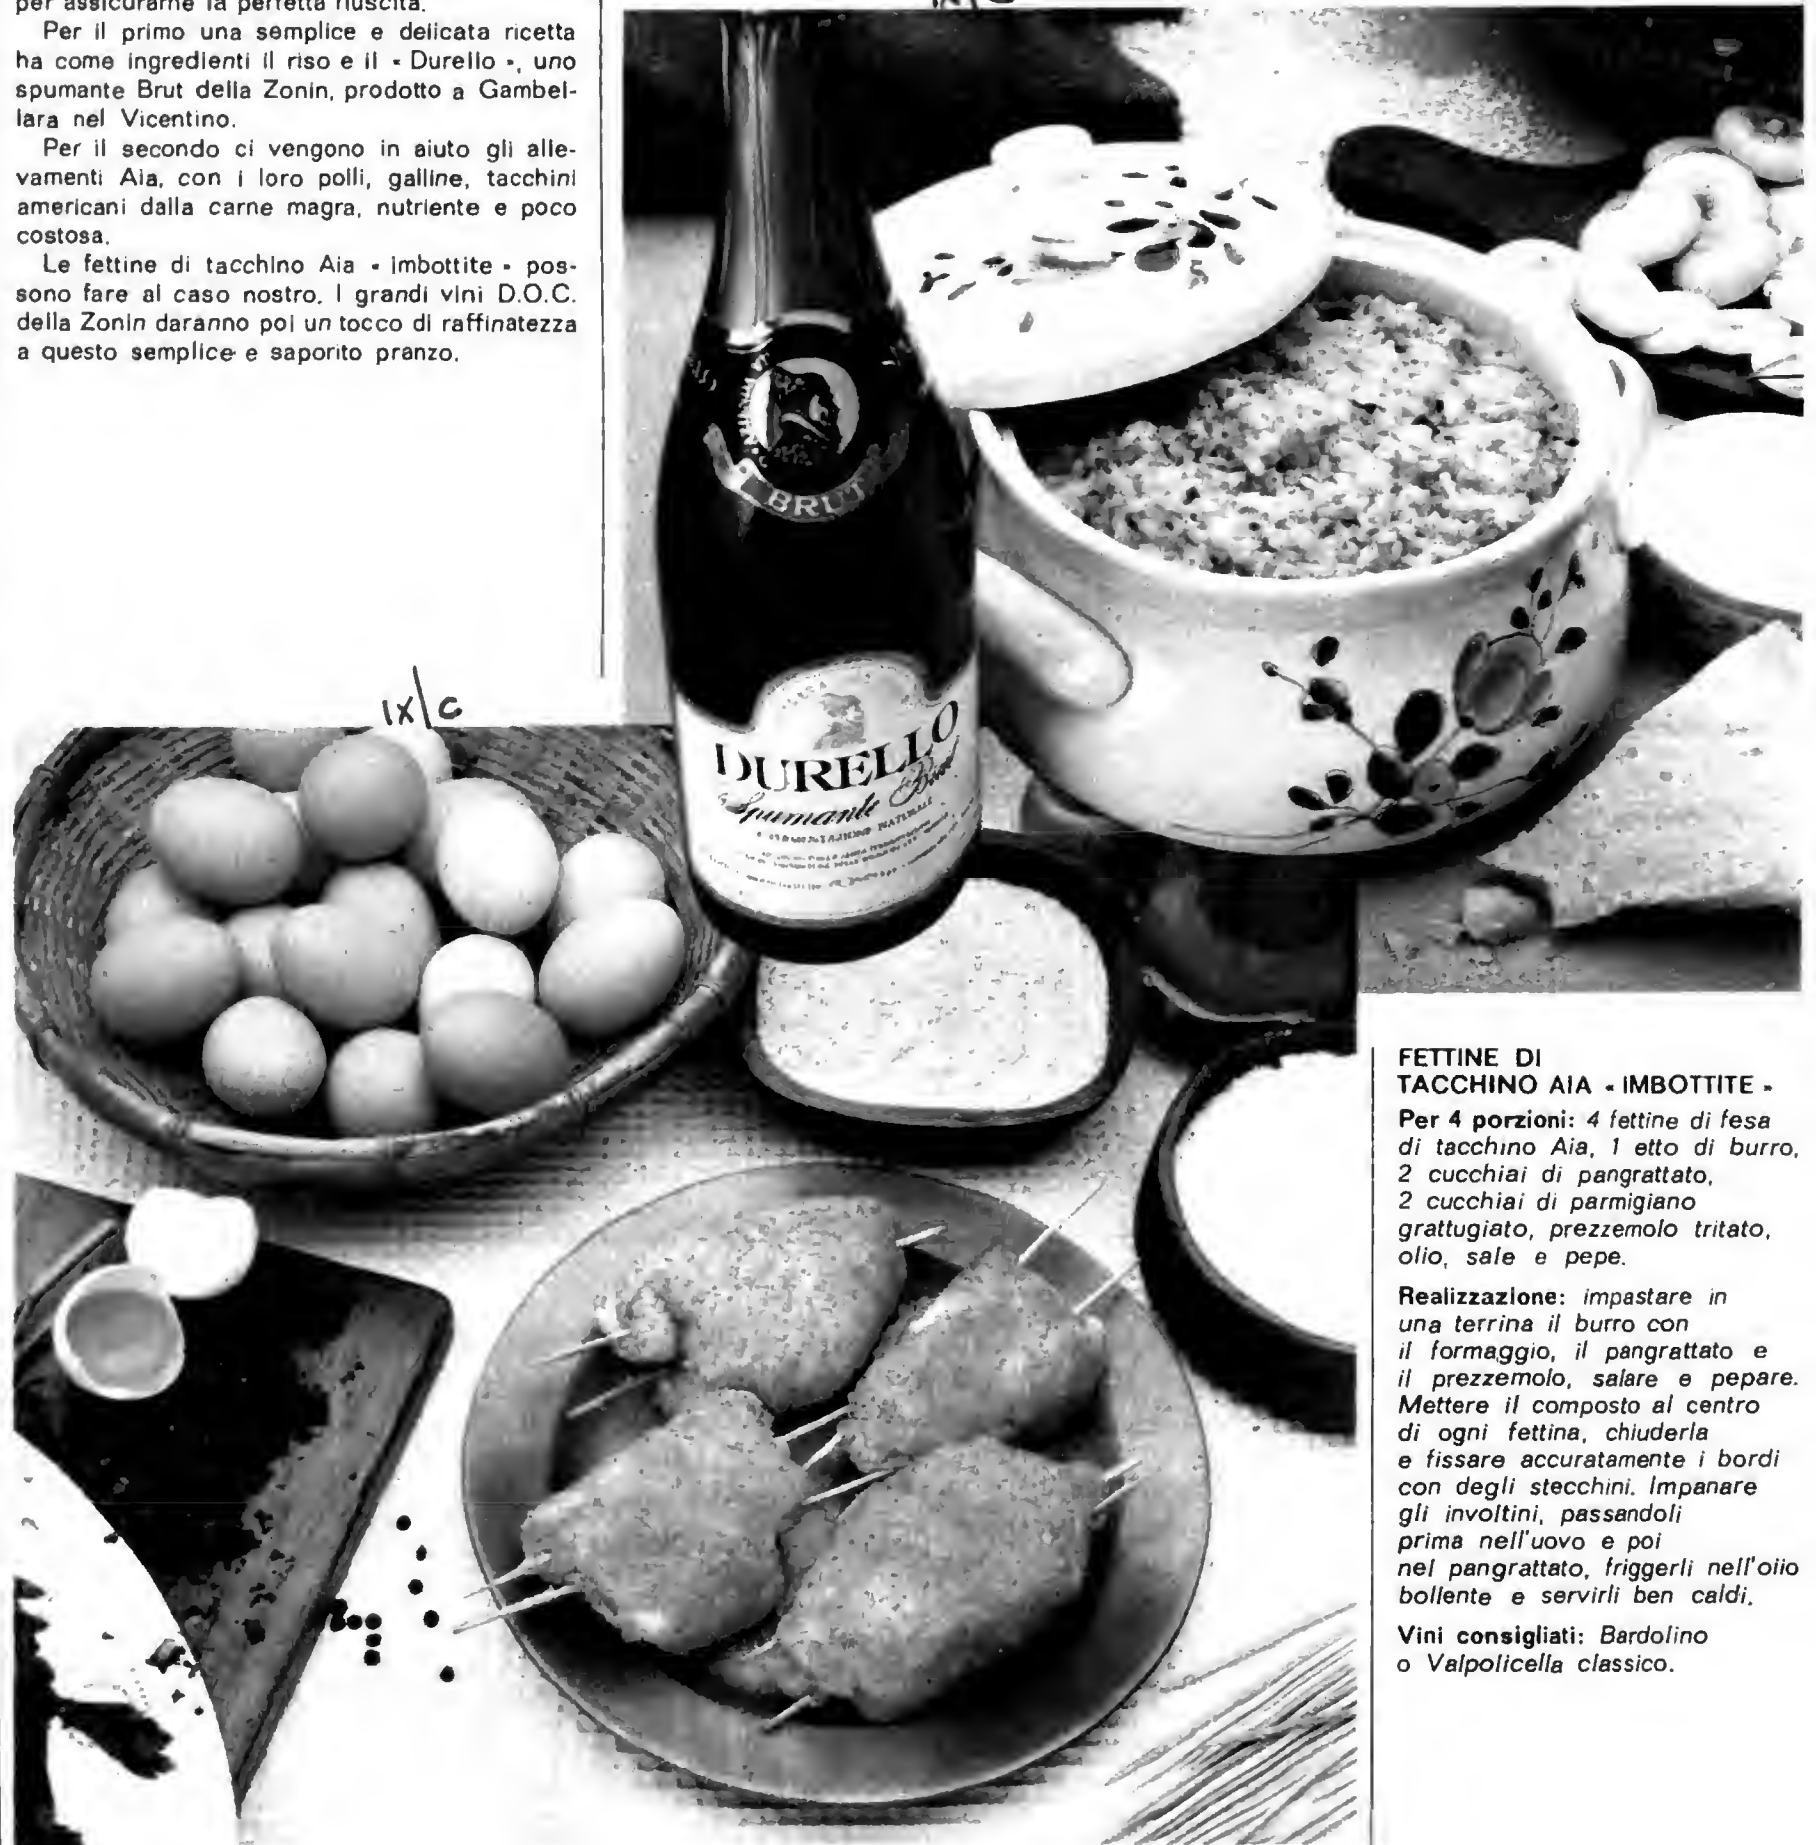 per assicurarne la perfetta riuscita.
Per il primo una semplice e delicata ricetta
ha come ingredienti il riso e il « Durello », uno
spumante Brut della Zonin, prodotto a Gambel-
lara nel Vicentino.
Per il secondo ci vengono in aiuto gli alle-
vamenti Aia, con i loro polli, galline, tacchini
americani dalla carne magra, nutriente e poco
costosa.
Le fettine di tacchino Aia « imbottite » pos-
sono fare al caso nostro. I grandi vini D.O.C.
della Zonin daranno poi un tocco di raffinatezza
a questo semplice e saporito pranzo.
IX/C
BRUT
DURELLO
Spumante Brut
FERMENTAZIONE NATURALE
FETTINE DI
TACCHINO AIA « IMBOTTITE »
Per 4 porzioni: 4 fettine di fesa
di tacchino Aia, 1 etto di burro,
2 cucchiai di pangrattato,
2 cucchiai di parmigiano
grattugiato, prezzemolo tritato,
olio, sale e pepe.
Realizzazione: impastare in
una terrina il burro con
il formaggio, il pangrattato e
il prezzemolo, salare e pepare.
Mettere il composto al centro
di ogni fettina, chiuderla
e fissare accuratamente i bordi
con degli stecchini. Impanare
gli involtini, passandoli
prima nell'uovo e poi
nel pangrattato, friggerli nell'olio
bollente e servirli ben caldi.
Vini consigliati: Bardolino
o Valpolicella classico.